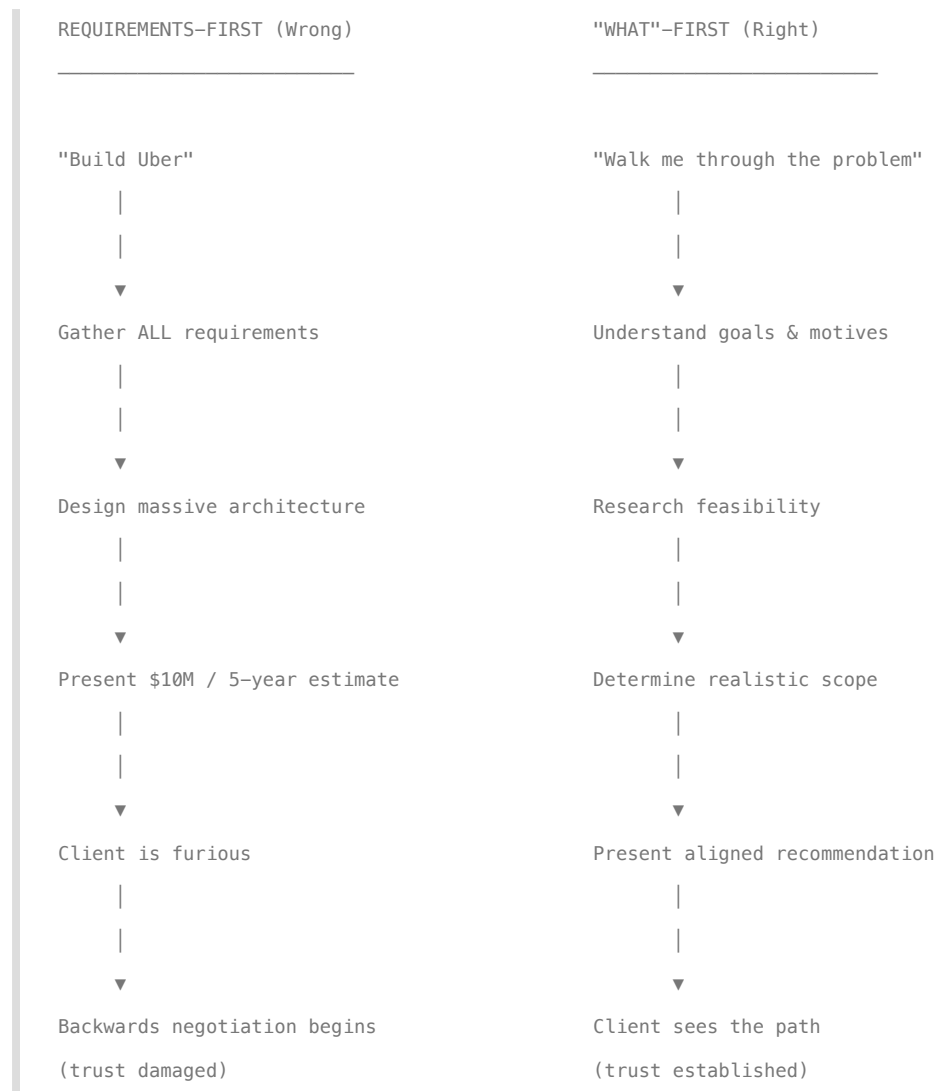 REQUIREMENTS-FIRST (Wrong) "WHAT"-FIRST (Right)
"Build Uber" "Walk me through the problem"
Gather ALL requirements Understand goals & motives
Design massive architecture Research feasibility
Present $10M / 5-year estimate Determine realistic scope
Client is furious Present aligned recommendation
Backwards negotiation begins Client sees the path
(trust damaged) (trust established)